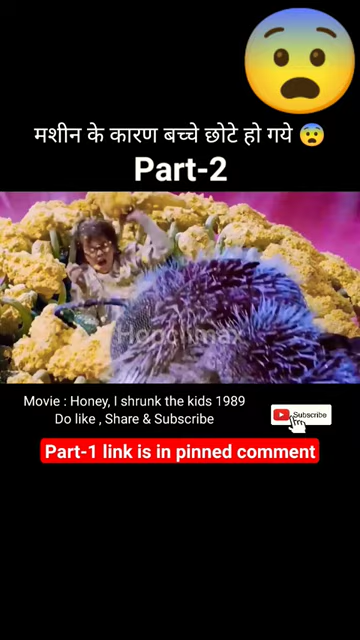 मशीन के कारण बच्चे छोटे हो गये 😨
Part-2
Hopclimax
Movie : Honey, I shrunk the kids 1989
Do like , Share & Subscribe
Subscribe
Part-1 link is in pinned comment